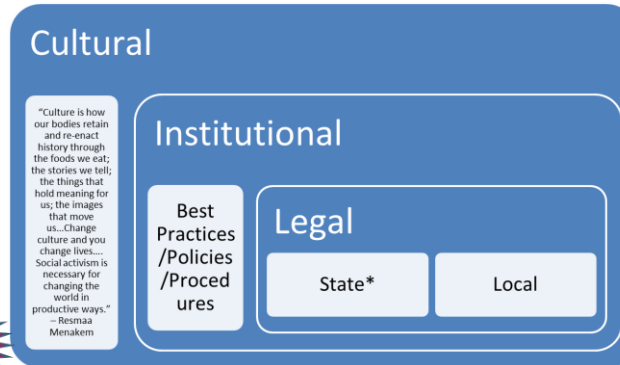 Cultural
“Culture is how
our bodies retain
and re-enact
history through
the foods we eat;
the stories we tell;
the things that
hold meaning for
us; the images
that move
us...Change
culture and you
change lives....
Social activism is
necessary for
changing the
world in
productive ways.”
– Resmaa
Menakem
Institutional
Best
Practices
/Policies
/Proced
ures
Legal
State*
Local